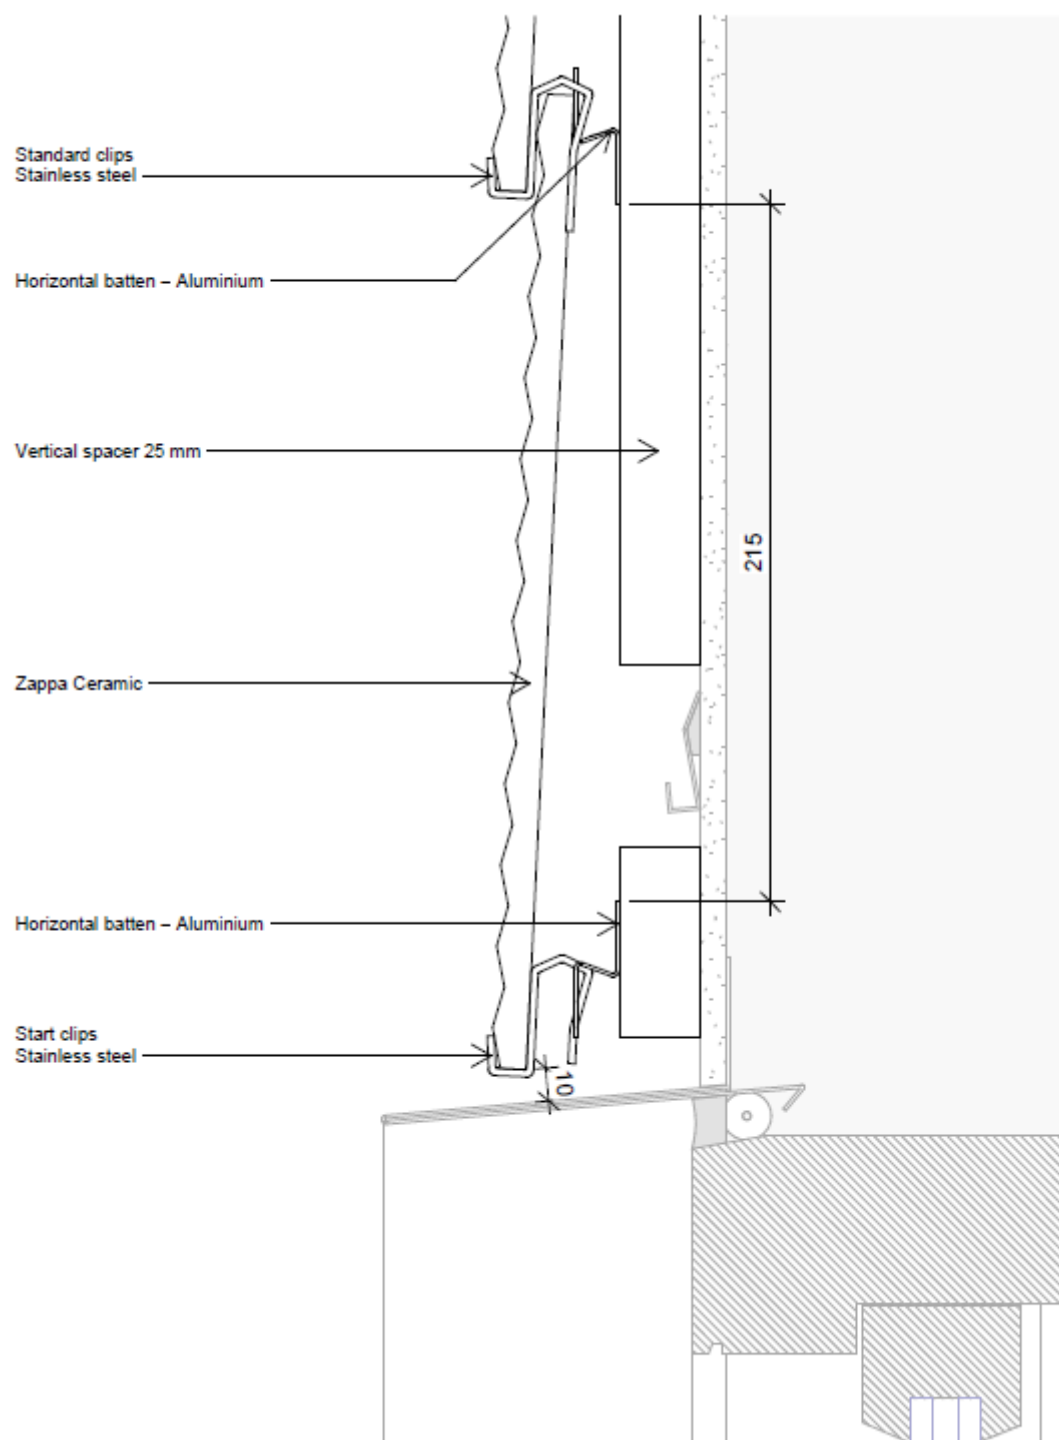 Standard clips
Stainless steel
Horizontal batten – Aluminium
Vertical spacer 25 mm
215
Zappa Ceramic
Horizontal batten – Aluminium
Start clips
Stainless steel
10